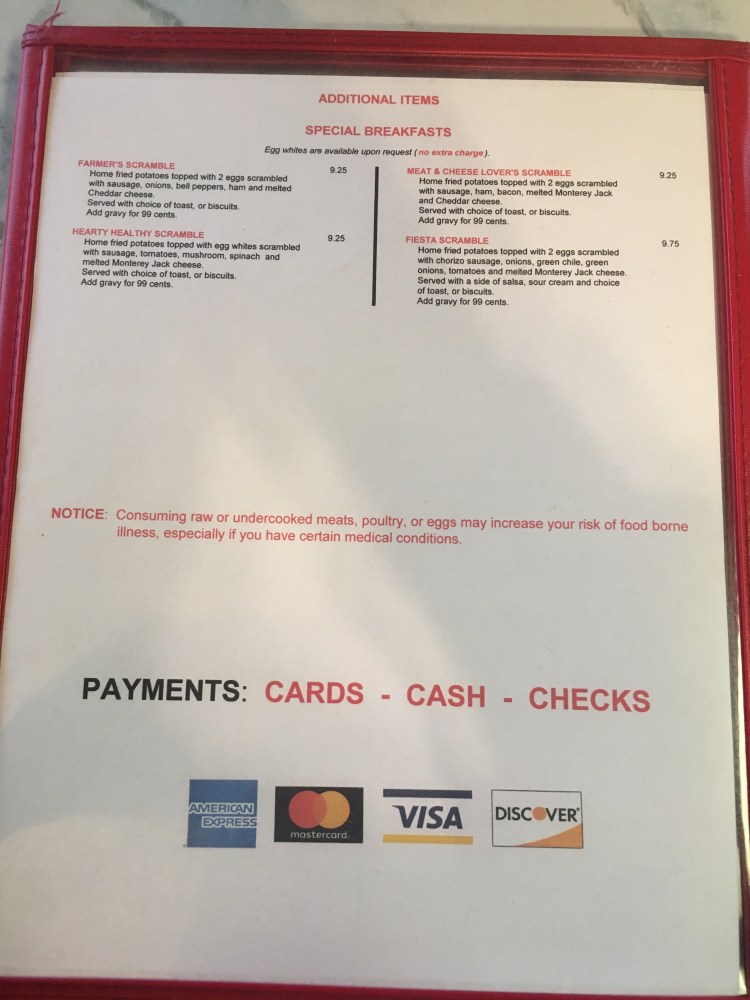 ADDITIONAL ITEMS
SPECIAL BREAKFASTS
Egg whites are available upon request (no extra charge).
FARMER'S SCRAMBLE 9.25
Home fried potatoes topped with 2 eggs scrambled
with sausage, onions, bell peppers, ham and melted
Cheddar cheese.
Served with choice of toast, or biscuits.
Add gravy for 99 cents.
HEARTY HEALTHY SCRAMBLE 9.25
Home fried potatoes topped with egg whites scrambled
with sausage, tomatoes, mushroom, spinach and
melted Monterey Jack cheese.
Served with choice of toast, or biscuits.
Add gravy for 99 cents.
MEAT & CHEESE LOVER'S SCRAMBLE 9.25
Home fried potatoes topped with 2 eggs scrambled
with sausage, ham, bacon, melted Monterey Jack
and Cheddar cheese.
Served with choice of toast, or biscuits.
Add gravy for 99 cents.
FIESTA SCRAMBLE 9.75
Home fried potatoes topped with 2 eggs scrambled
with chorizo sausage, onions, green chile, green
onions, tomatoes and melted Monterey Jack cheese.
Served with a side of salsa, sour cream and choice
of toast, or biscuits.
Add gravy for 99 cents.
NOTICE: Consuming raw or undercooked meats, poultry, or eggs may increase your risk of food borne
illness, especially if you have certain medical conditions.
PAYMENTS: CARDS - CASH - CHECKS
AMERICAN
EXPRESS
mastercard.
VISA
DISCOVER